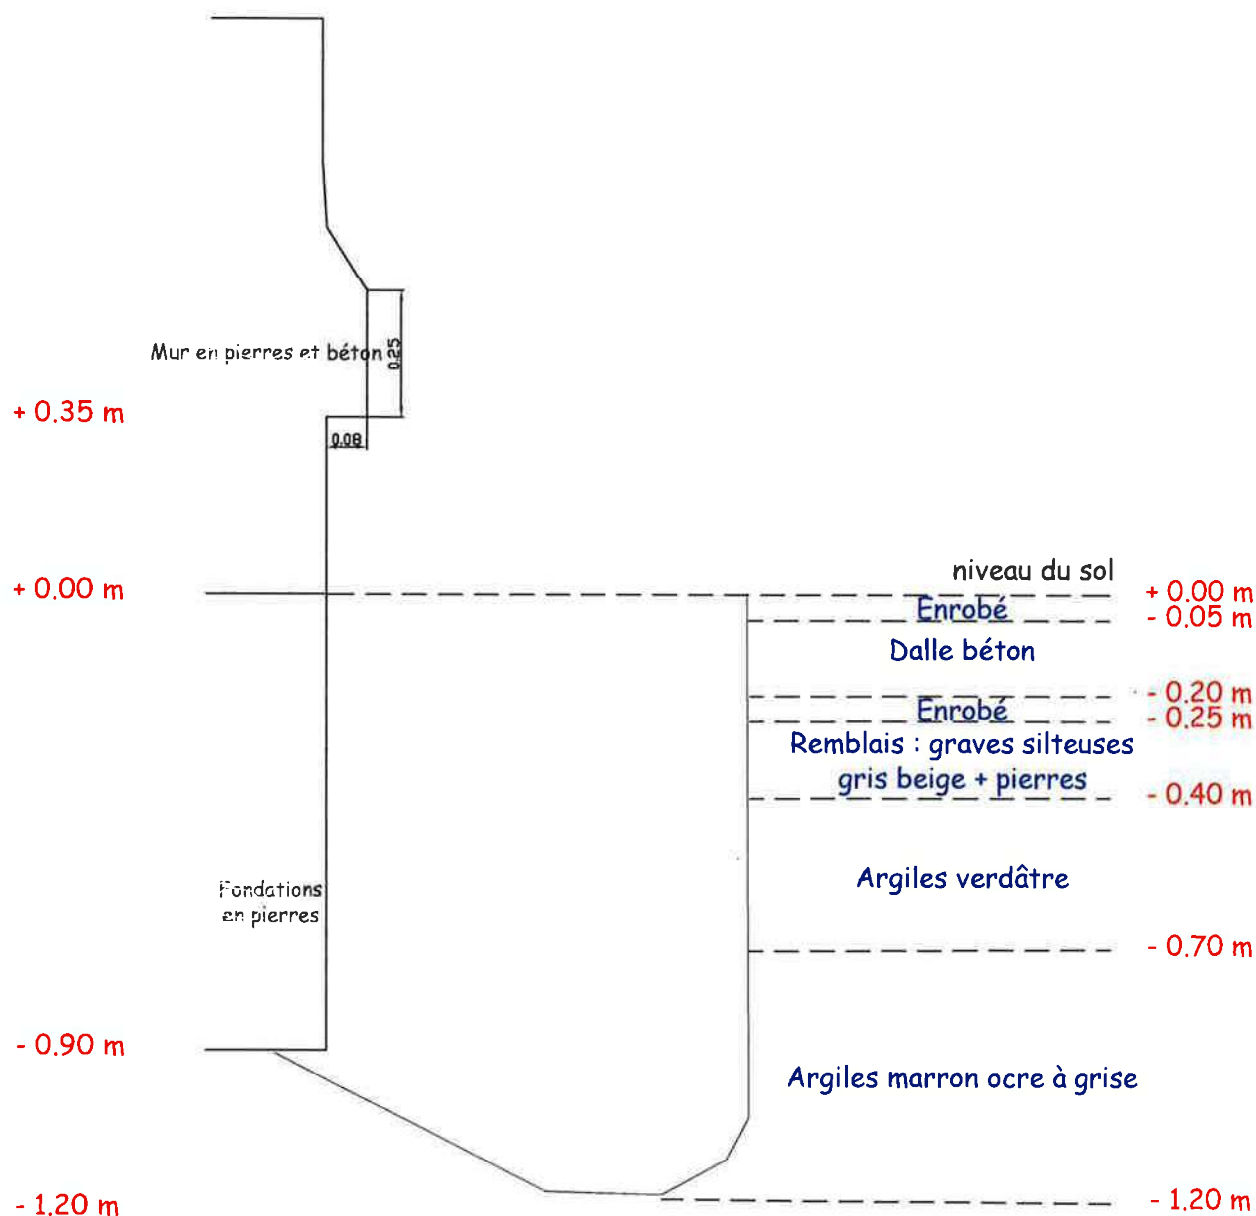 Mur en pierres et béton
0.25
+ 0.35 m
0.08
niveau du sol
+ 0.00 m
+ 0.00 m
Enrobé
- 0.05 m
Dalle béton
- 0.20 m
Enrobé
- 0.25 m
Remblais : graves silteuses
gris beige + pierres
- 0.40 m
Argiles verdâtre
Fondations
en pierres
- 0.70 m
- 0.90 m
Argiles marron ocre à grise
- 1.20 m
- 1.20 m